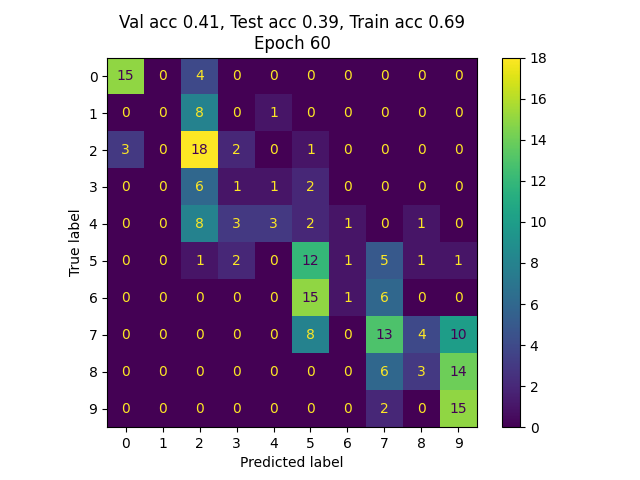 Val acc 0.41, Test acc 0.39, Train acc 0.69
Epoch 60
0 15 0 4 0 0 0 0 0 0 0
1 0 0 8 0 1 0 0 0 0 0
2 3 0 18 2 0 1 0 0 0 0
3 0 0 6 1 1 2 0 0 0 0
4 0 0 8 3 3 2 1 0 1 0
5 0 0 1 2 0 12 1 5 1 1
6 0 0 0 0 0 15 1 6 0 0
7 0 0 0 0 0 8 0 13 4 10
8 0 0 0 0 0 0 0 6 3 14
9 0 0 0 0 0 0 0 2 0 15
0 1 2 3 4 5 6 7 8 9
Predicted label
True label
18
16
14
12
10
8
6
4
2
0